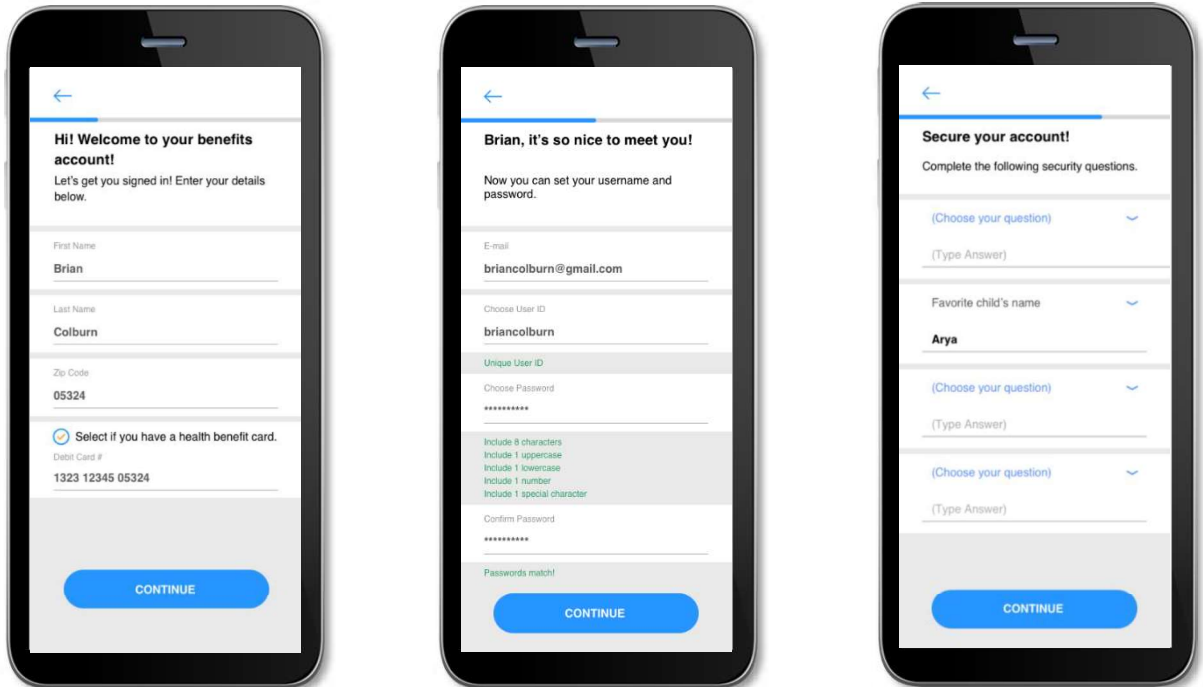 Hi! Welcome to your benefits
account!
Let's get you signed in! Enter your details
below.
First Name
Brian
Last Name
Colburn
Zip Code
05324
Select if you have a health benefit card.
Debit Card #
1323 12345 05324
CONTINUE
Brian, it's so nice to meet you!
Now you can set your username and
password.
E-mail
briancolburn@gmail.com
Choose User ID
briancolburn
Unique User ID
Choose Password
**********
Include 8 characters
Include 1 uppercase
Include 1 lowercase
Include 1 number
Include 1 special character
Confirm Password
**********
Passwords match!
CONTINUE
Secure your account!
Complete the following security questions.
(Choose your question)
(Type Answer)
Favorite child's name
Arya
(Choose your question)
(Type Answer)
(Choose your question)
(Type Answer)
CONTINUE